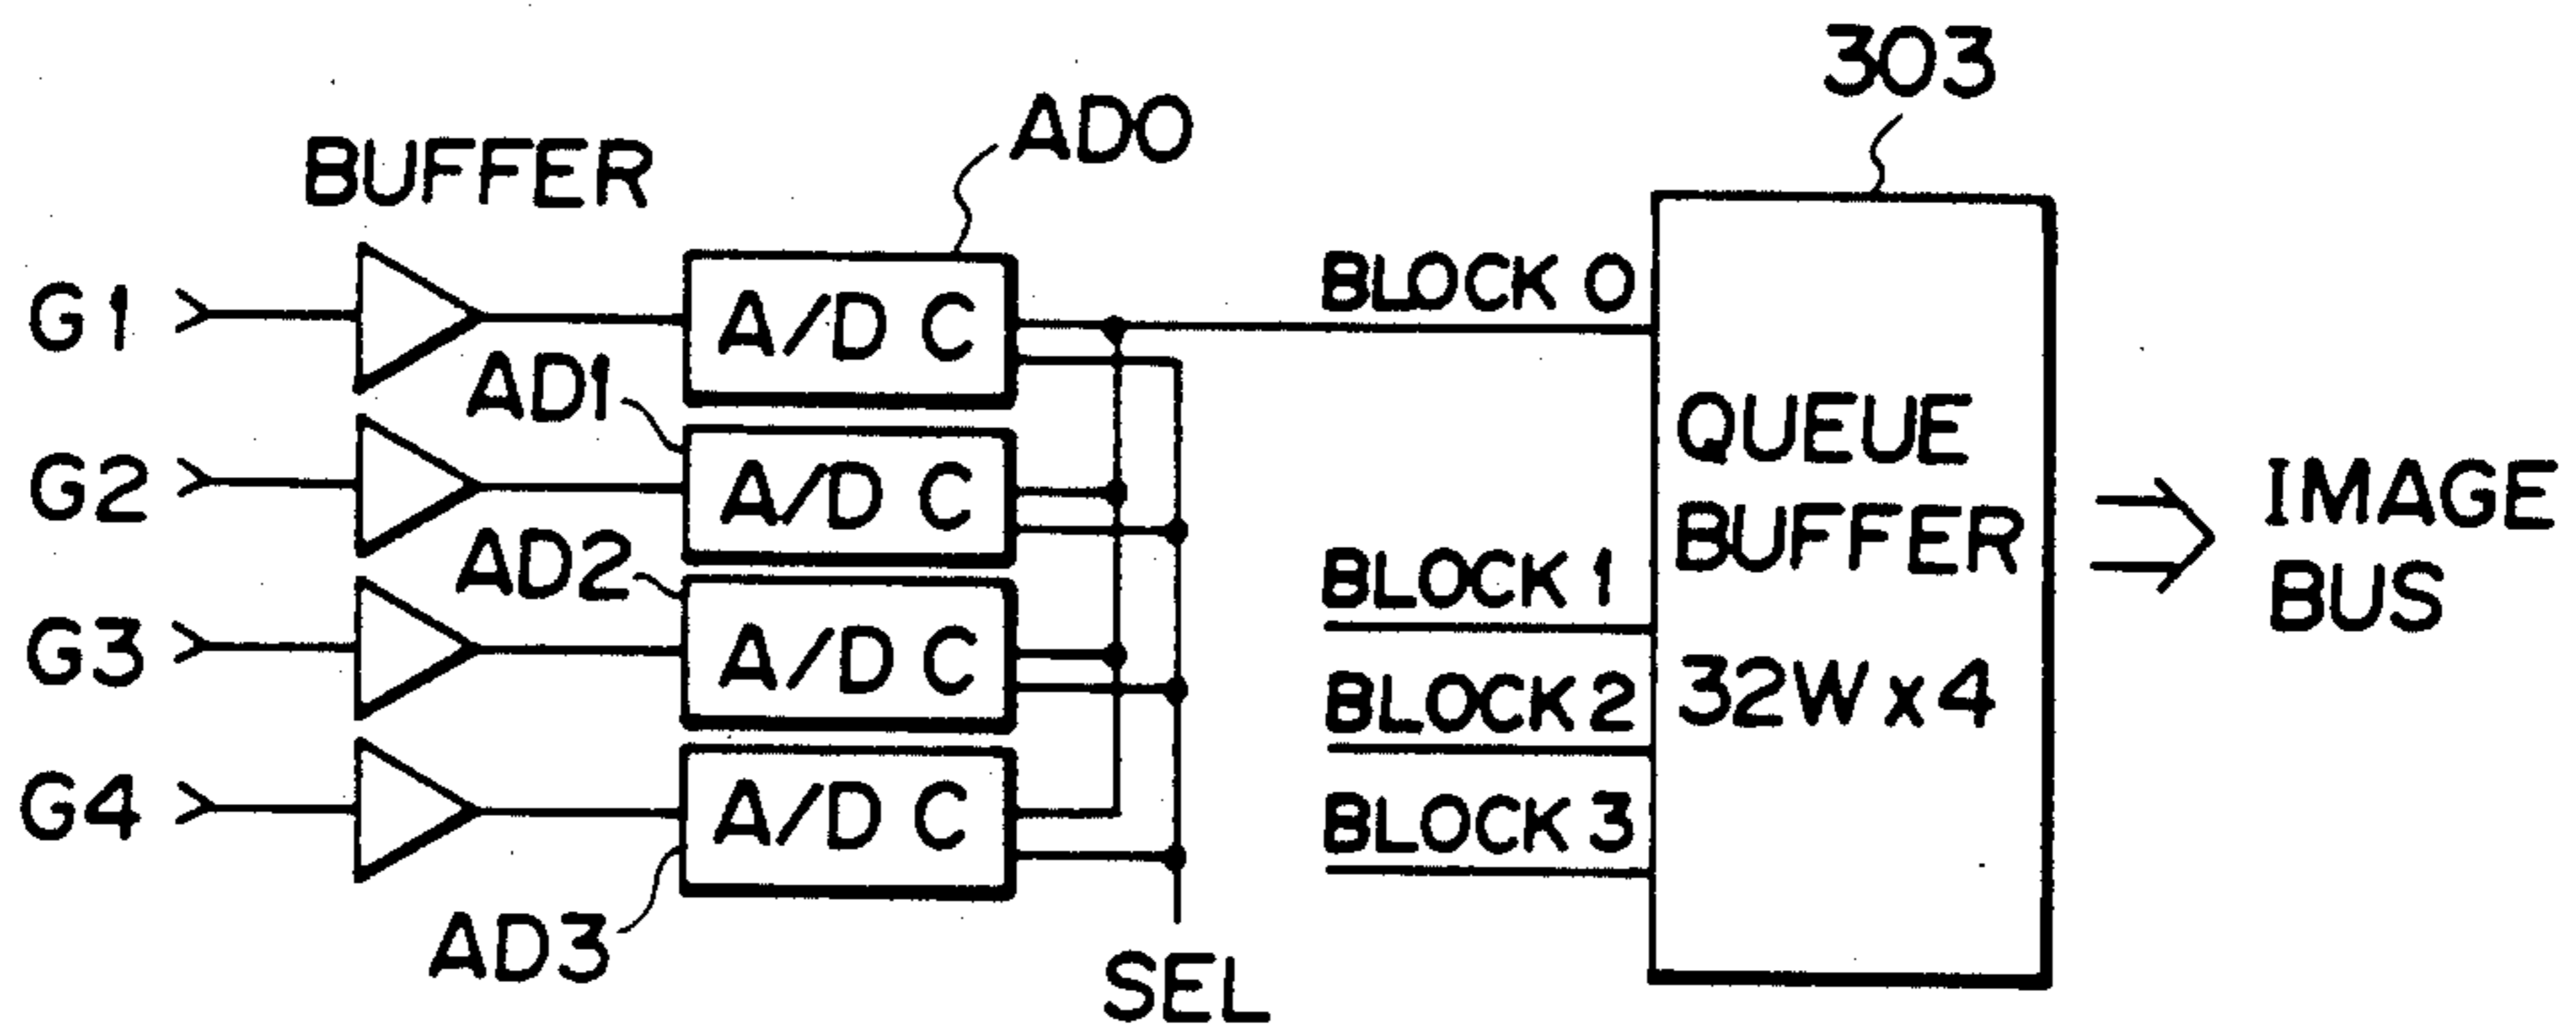 303
BUFFER
AD0
G1
A/D C
BLOCK 0
AD1
G2
A/D C
QUEUE
BUFFER
32W x 4
IMAGE
BUS
AD2
G3
A/D C
BLOCK 1
BLOCK 2
BLOCK 3
G4
A/D C
AD3
SEL